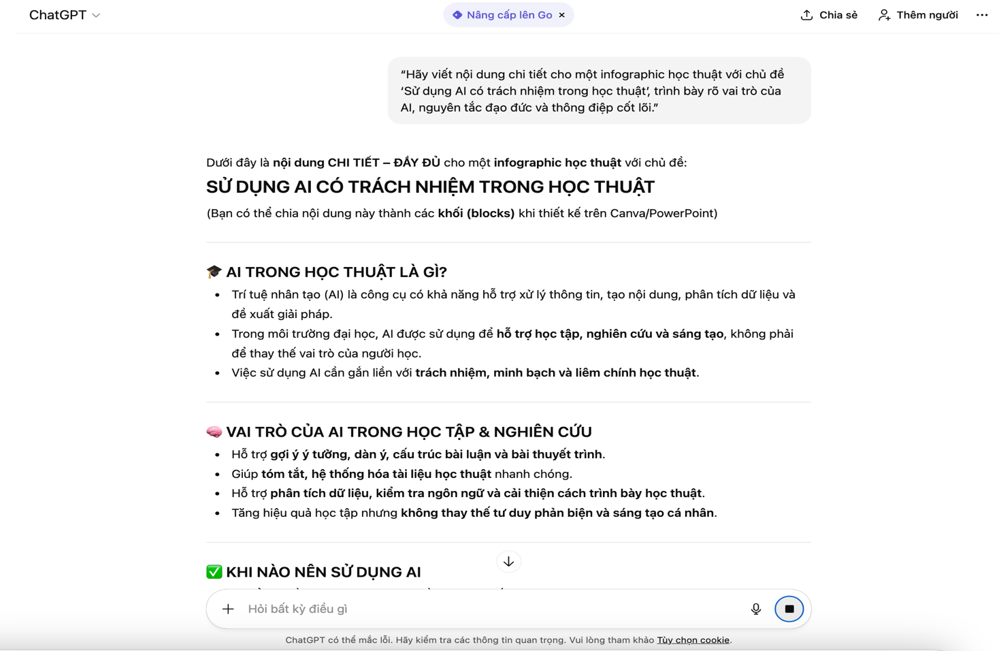 ChatGPT
Nâng cấp lên Go ×
Chia sẻ
Thêm người
“Hãy viết nội dung chi tiết cho một infographic học thuật với chủ đề
‘Sử dụng AI có trách nhiệm trong học thuật’, trình bày rõ vai trò của
AI, nguyên tắc đạo đức và thông điệp cốt lõi.”
Dưới đây là nội dung CHI TIẾT – ĐẦY ĐỦ cho một infographic học thuật với chủ đề:
SỬ DỤNG AI CÓ TRÁCH NHIỆM TRONG HỌC THUẬT
(Bạn có thể chia nội dung này thành các khối (blocks) khi thiết kế trên Canva/PowerPoint)
🎓 AI TRONG HỌC THUẬT LÀ GÌ?
• Trí tuệ nhân tạo (AI) là công cụ có khả năng hỗ trợ xử lý thông tin, tạo nội dung, phân tích dữ liệu và
đề xuất giải pháp.
• Trong môi trường đại học, AI được sử dụng để hỗ trợ học tập, nghiên cứu và sáng tạo, không phải
để thay thế vai trò của người học.
• Việc sử dụng AI cần gắn liền với trách nhiệm, minh bạch và liêm chính học thuật.
🧠 VAI TRÒ CỦA AI TRONG HỌC TẬP & NGHIÊN CỨU
• Hỗ trợ gợi ý ý tưởng, dàn ý, cấu trúc bài luận và bài thuyết trình.
• Giúp tóm tắt, hệ thống hóa tài liệu học thuật nhanh chóng.
• Hỗ trợ phân tích dữ liệu, kiểm tra ngôn ngữ và cải thiện cách trình bày học thuật.
• Tăng hiệu quả học tập nhưng không thay thế tư duy phản biện và sáng tạo cá nhân.
✅ KHI NÀO NÊN SỬ DỤNG AI
Hỏi bất kỳ điều gì
ChatGPT có thể mắc lỗi. Hãy kiểm tra các thông tin quan trọng. Vui lòng tham khảo Tùy chọn cookie.